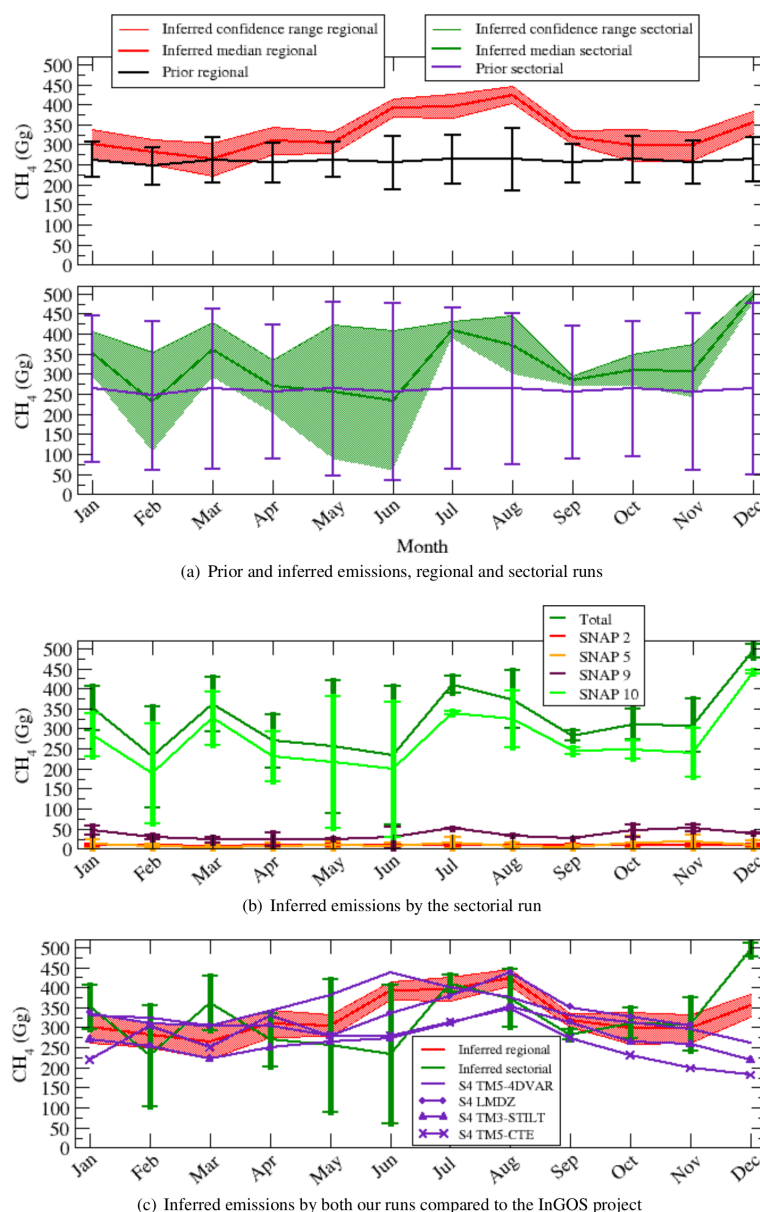 Inferred confidence range regional
Inferred median regional
Prior regional
Inferred confidence range sectorial
Inferred median sectorial
Prior sectorial
500
450
400
350
300
250
200
150
100
50
0
CH4 (Gg)
500
450
400
350
300
250
200
150
100
50
0
CH4 (Gg)
Jan Feb Mar Apr May Jun Jul Aug Sep Oct Nov Dec
Month
(a) Prior and inferred emissions, regional and sectorial runs
Total
SNAP 2
SNAP 5
SNAP 9
SNAP 10
500
450
400
350
300
250
200
150
100
50
0
CH4 (Gg)
Jan Feb Mar Apr May Jun Jul Aug Sep Oct Nov Dec
(b) Inferred emissions by the sectorial run
500
450
400
350
300
250
200
150
100
50
0
CH4 (Gg)
Inferred regional
Inferred sectorial
S4 TM5-4DVAR
S4 LMDZ
S4 TM3-STILT
S4 TM5-CTE
Jan Feb Mar Apr May Jun Jul Aug Sep Oct Nov Dec
(c) Inferred emissions by both our runs compared to the InGOS project